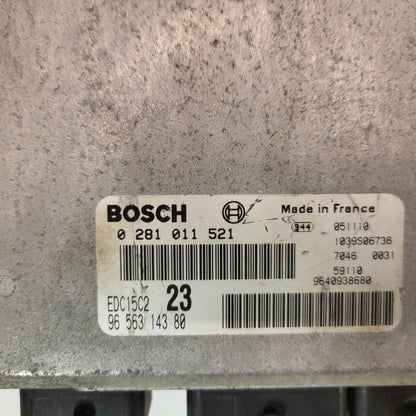 BOSCH Made in France
0 281 011 521 944 051110
1039S06736
7046 0031
59110
EDC15C2 23 9640938680
96 563 143 80